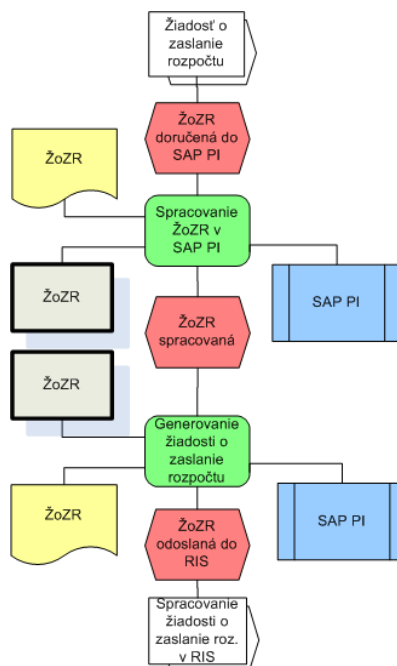 Žiadosť o
zaslanie
rozpočtu
ŽoZR
doručená do
SAP PI
ŽoZR
Spracovanie
ŽoZR v
SAP PI
ŽoZR
SAP PI
ŽoZR
spracovaná
ŽoZR
Generovanie
žiadosti o
zaslanie
rozpočtu
ŽoZR
SAP PI
ŽoZR
odoslaná do
RIS
Spracovanie
žiadosti o
zaslanie roz.
v RIS